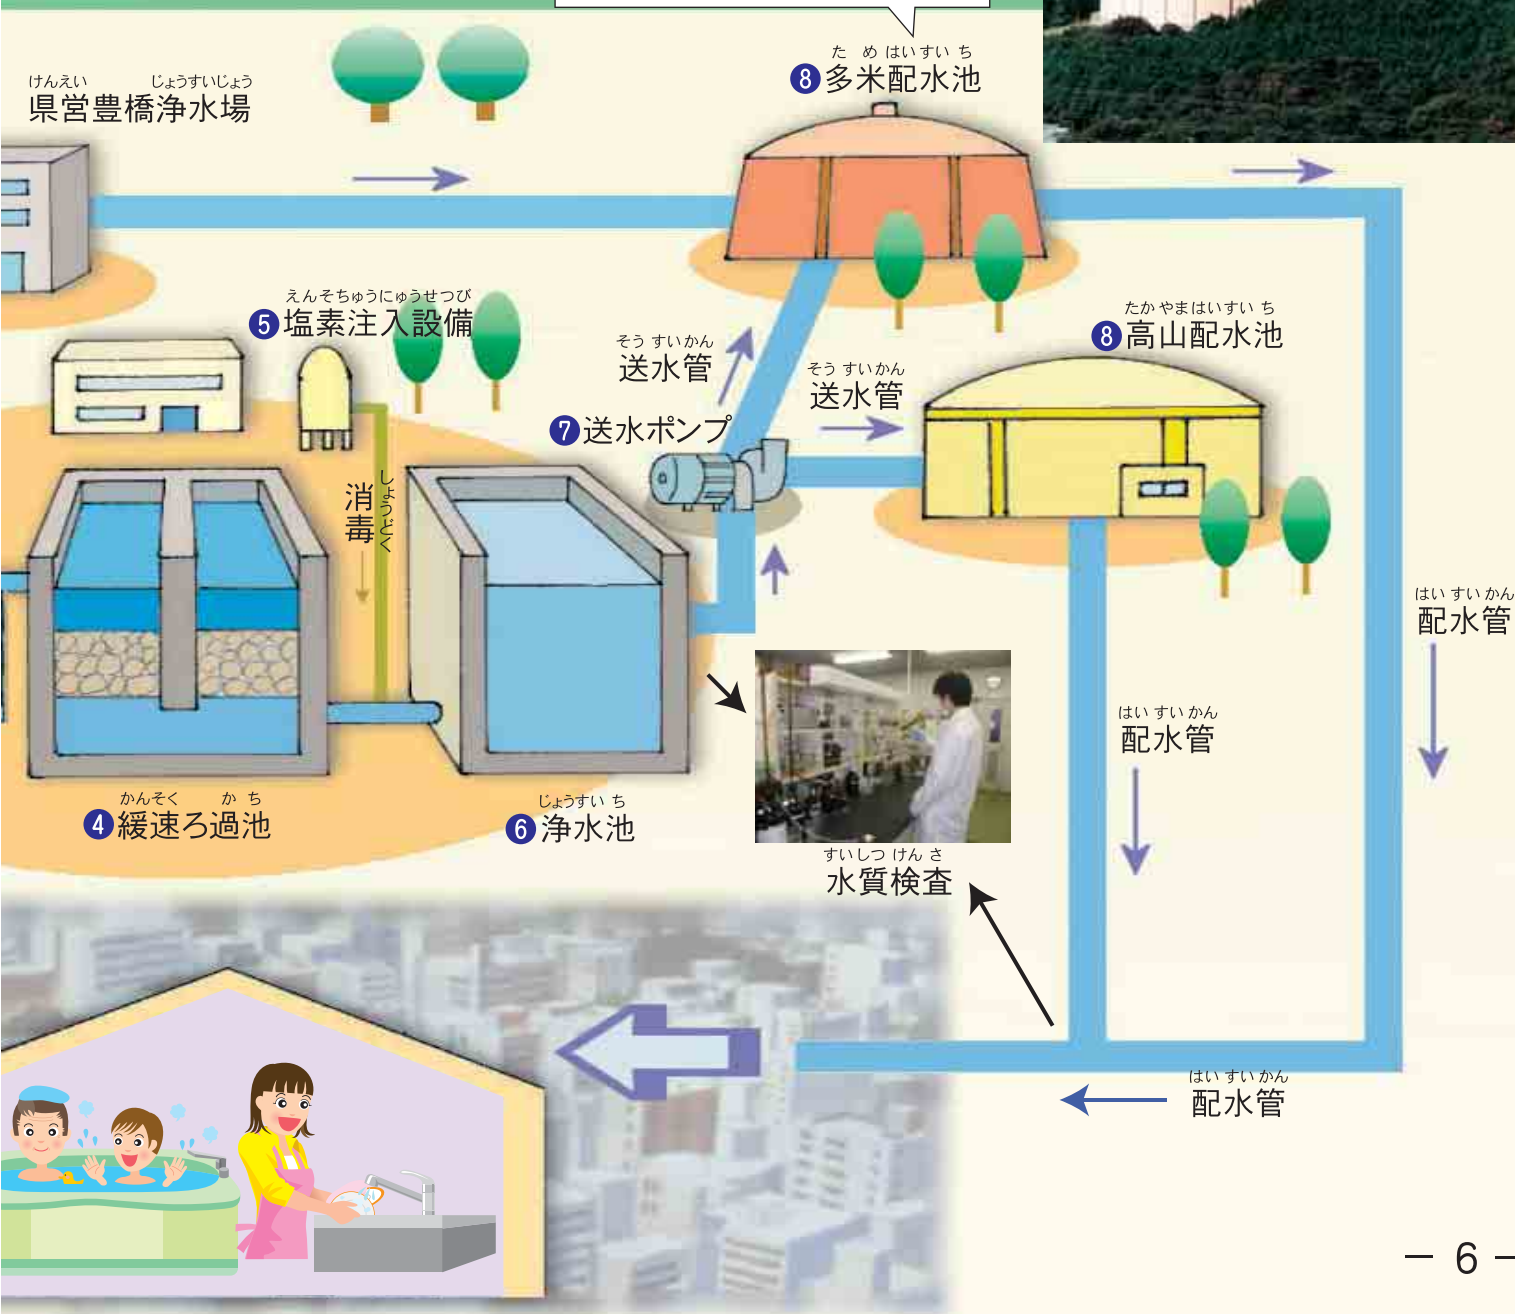 けんえい じょうすいじょう
県営豊橋浄水場
た め はい すい ち
❽多米配水池
えんそちゅうにゅうせつび
❺塩素注入設備
そう すい かん
送水管
そう すい かん
送水管
たか やま はい すい ち
❽高山配水池
❼送水ポンプ
しょうどく
消毒
はい すい かん
配水管
はい すい かん
配水管
かんそく か ち
❹緩速ろ過池
じょうすい ち
❻浄水池
すいしつ けん さ
水質検査
はい すい かん
配水管
– 6 –